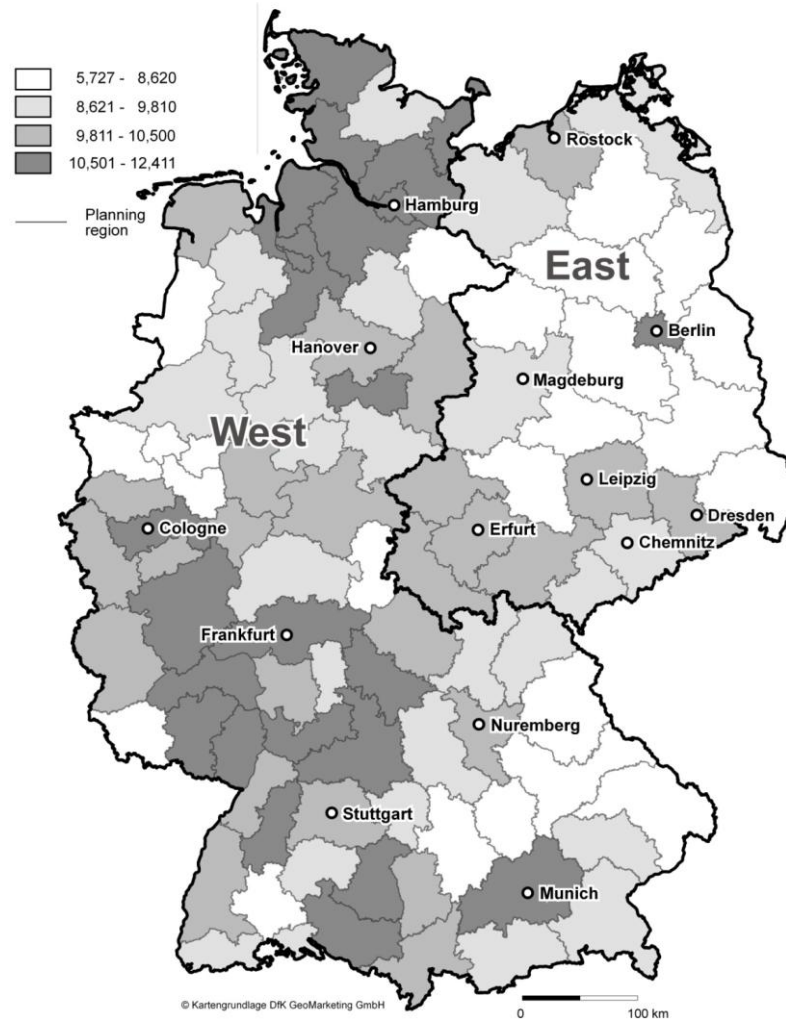 5,727 - 8,620
8,621 - 9,810
9,811 - 10,500
10,501 - 12,411
Planning
region
Rostock
Hamburg
East
Berlin
Hanover
Magdeburg
West
Leipzig
Cologne
Erfurt
Dresden
Chemnitz
Frankfurt
Nuremberg
Stuttgart
Munich
© Kartengrundlage DfK GeoMarketing GmbH
0 100 km